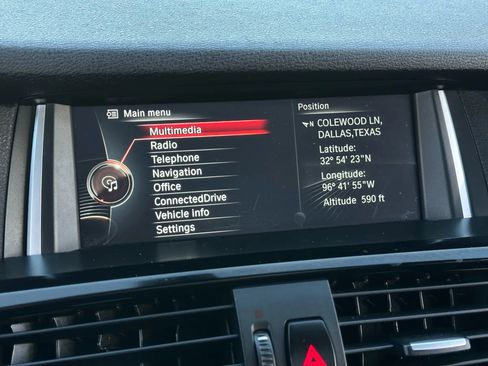 Main menu
Multimedia
Radio
Telephone
Navigation
Office
ConnectedDrive
Vehicle info
Settings
Position
N COLEWOOD LN,
DALLAS,TEXAS
Latitude:
32° 54' 23"N
Longitude:
96° 41' 55"W
Altitude 590 ft